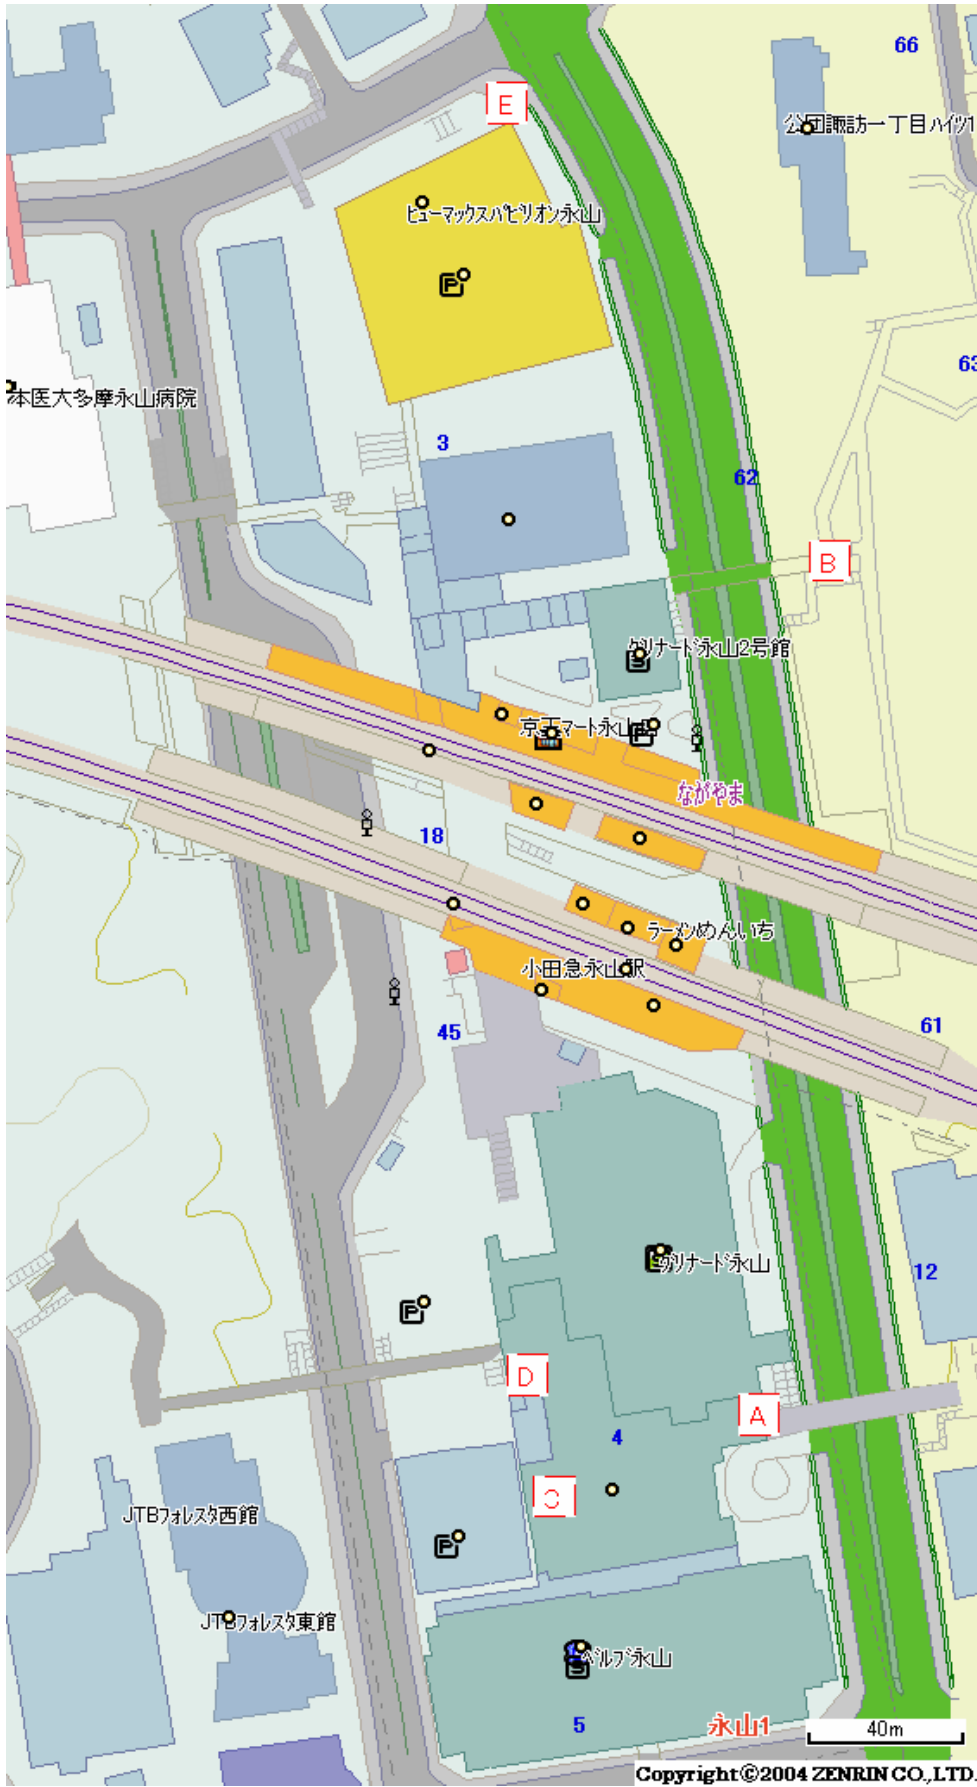 66
E
公団諏訪一丁目ハイツ1
ヒューマックスパビリオン永山
P
63
本医大多摩永山病院
3
62
B
グリナード永山2号館
S
京王マート永山店
P
ながやま
18
ラーメンめんいち
小田急永山駅
45
61
グリナード永山
12
P
D
A
4
C
JTBフォレスタ西館
P
JTBフォレスタ東館
ベルブ永山
S
5
永山1
40m
Copyright©2004 ZENRIN CO.,LTD